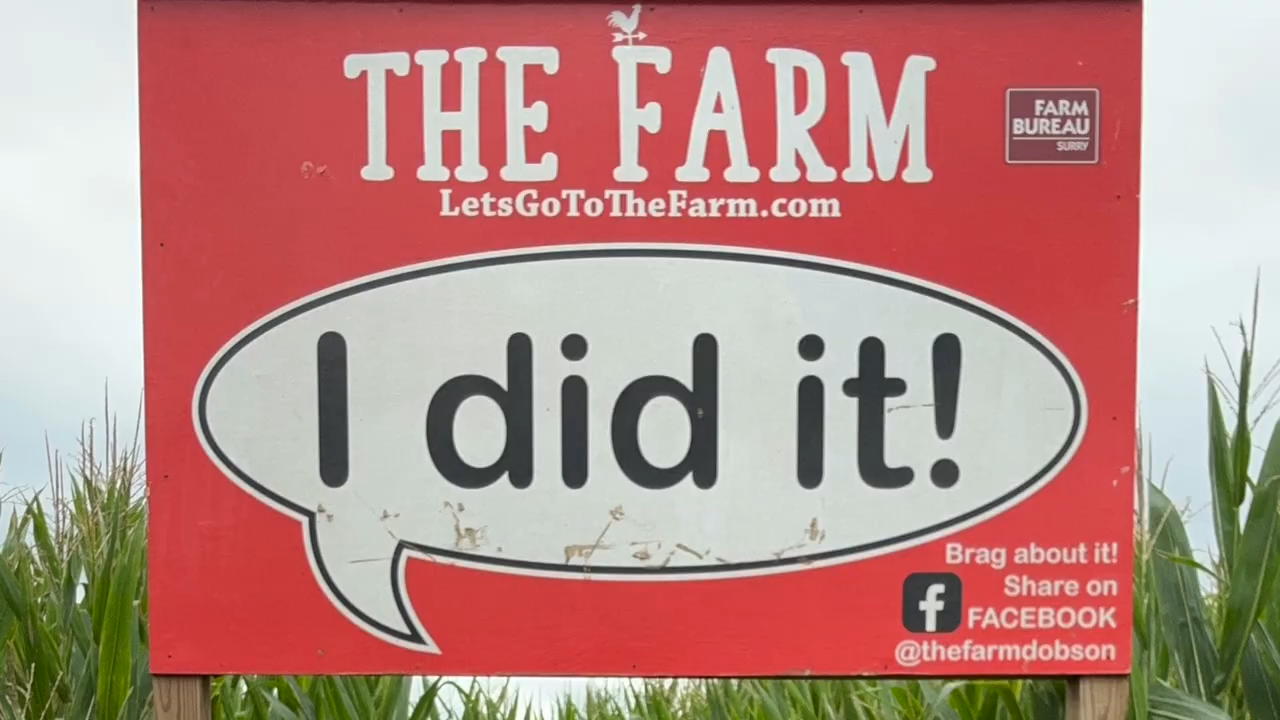 THE FARM
LetsGoToTheFarm.com
FARM
BUREAU
SURRY
I did it!
Brag about it!
Share on
f FACEBOOK
@thefarmdobson